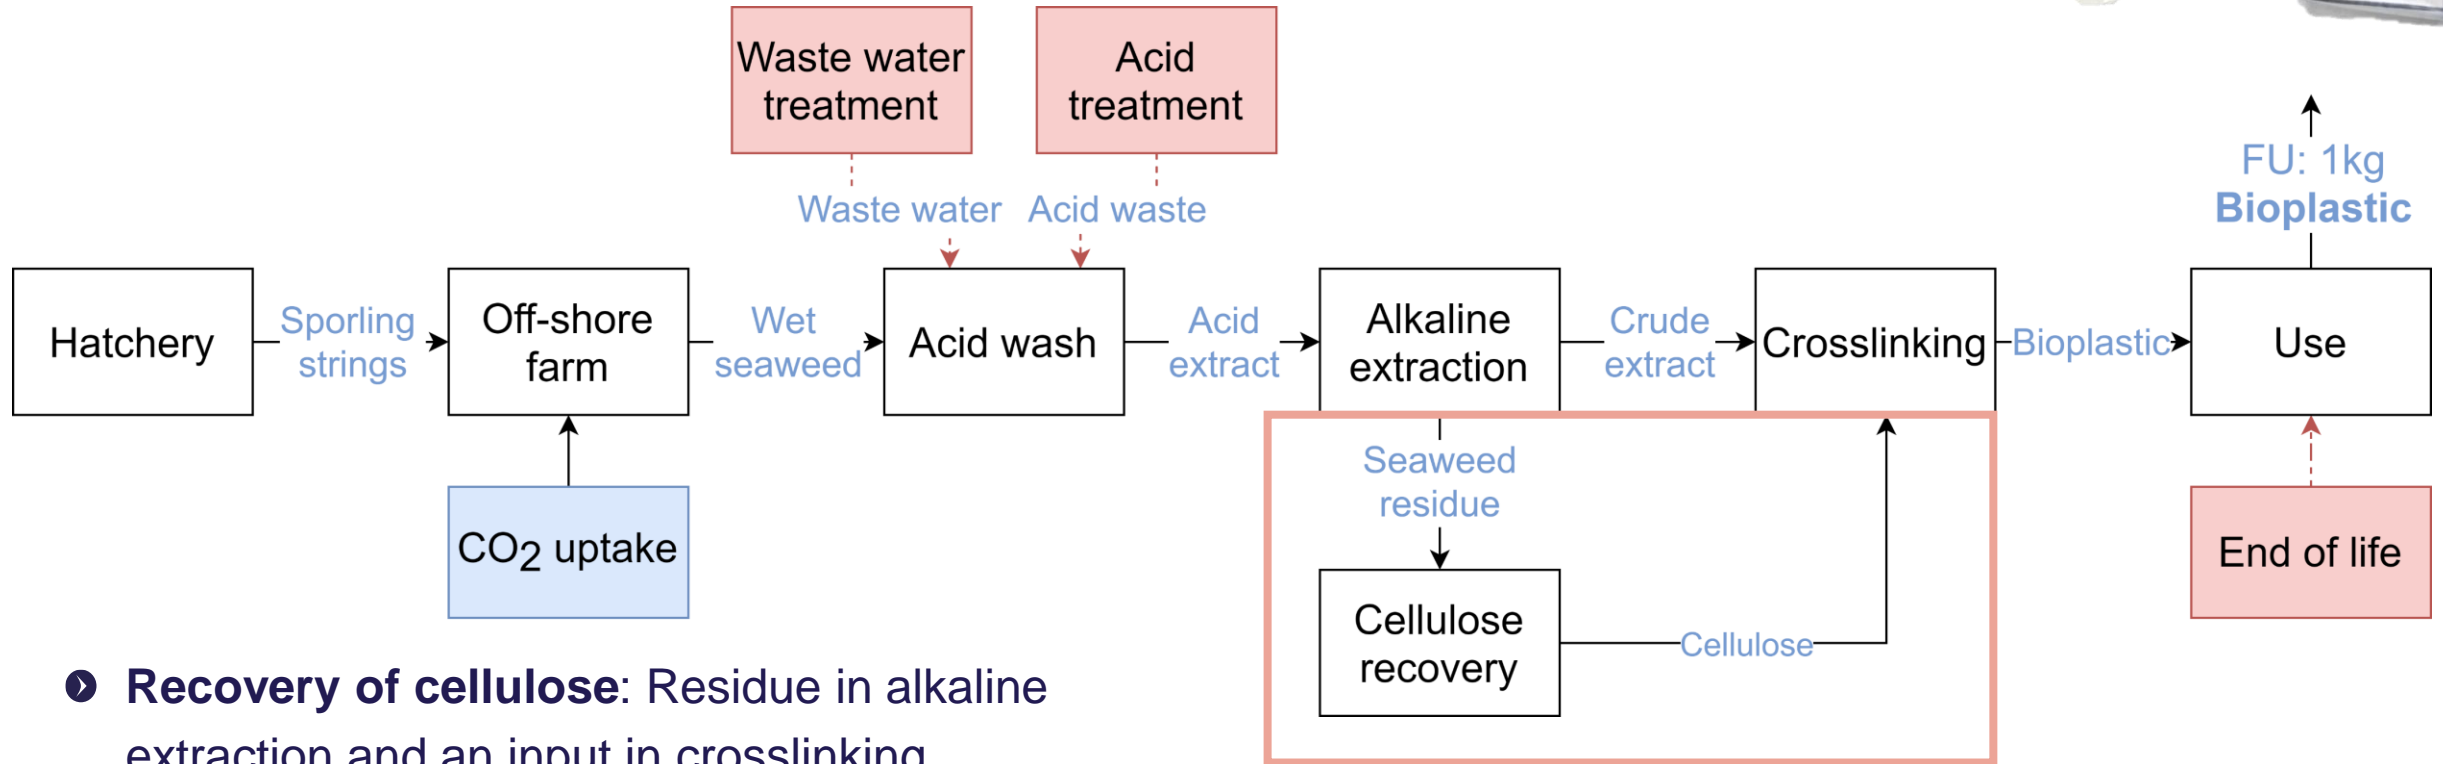 Waste water
treatment
Acid
treatment
FU: 1kg
Bioplastic
Waste water
Acid waste
Hatchery
Sporling
strings
Off-shore
farm
Wet
seaweed
Acid wash
Acid
extract
Alkaline
extraction
Crude
extract
Crosslinking
Bioplastic
Use
CO2 uptake
Seaweed
residue
End of life
Cellulose
recovery
Cellulose
Recovery of cellulose: Residue in alkaline
extraction and an input in crosslinking